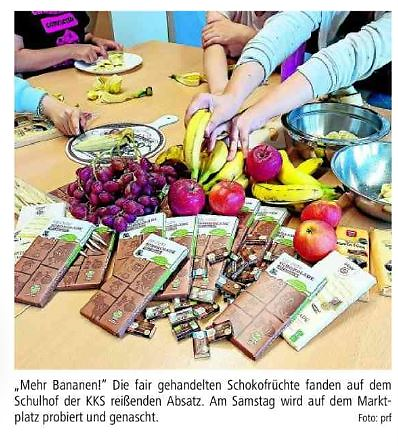 „Mehr Bananen!“ Die fair gehandelten Schokofrüchte fanden auf dem
Schulhof der KKS reißenden Absatz. Am Samstag wird auf dem Markt-
platz probiert und genascht.
Foto: prf